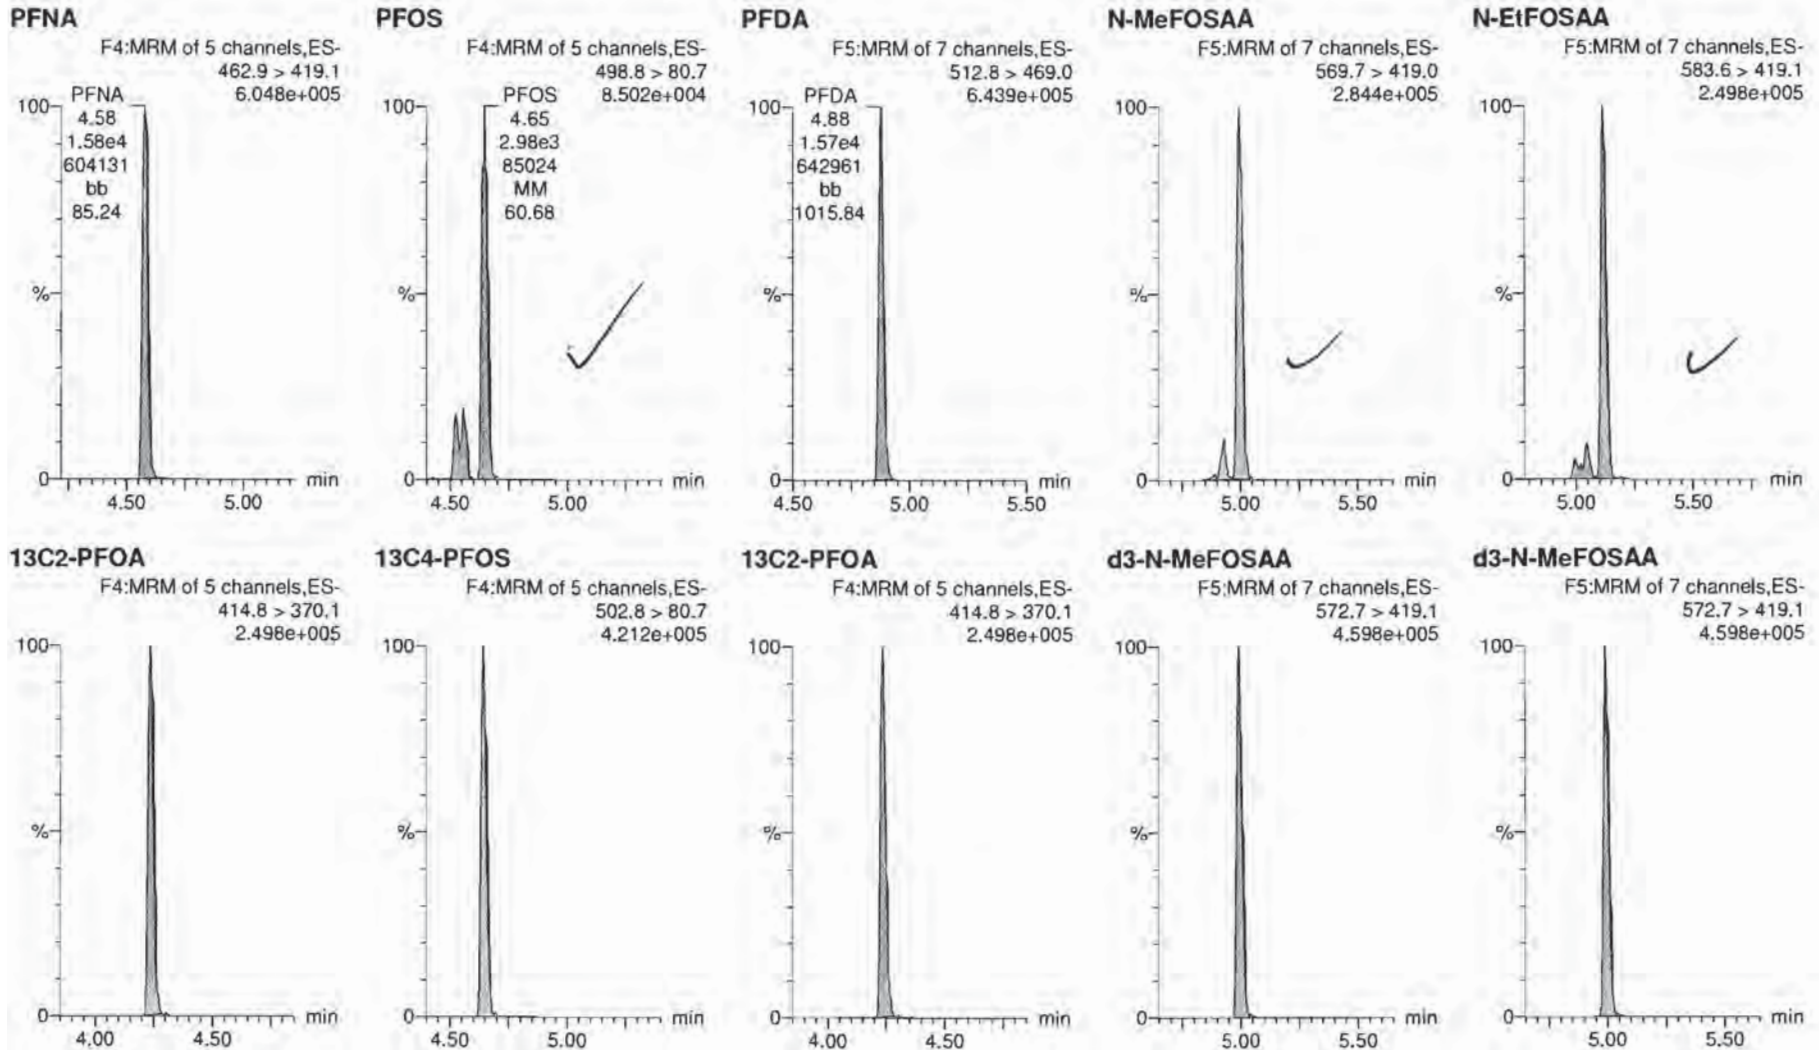 PFNA
F4:MRM of 5 channels,ES-
462.9 > 419.1
6.048e+005
PFNA
4.58
1.58e4
604131
bb
85.24
100
%
0
min
4.50 5.00
PFOS
F4:MRM of 5 channels,ES-
498.8 > 80.7
8.502e+004
PFOS
4.65
2.98e3
85024
MM
60.68
100
%
0
min
4.50 5.00
PFDA
F5:MRM of 7 channels,ES-
512.8 > 469.0
6.439e+005
PFDA
4.88
1.57e4
642961
bb
1015.84
100
%
0
min
4.50 5.00 5.50
N-MeFOSAA
F5:MRM of 7 channels,ES-
569.7 > 419.0
2.844e+005
100
%
0
min
5.00 5.50
N-EtFOSAA
F5:MRM of 7 channels,ES-
583.6 > 419.1
2.498e+005
100
%
0
min
5.00 5.50
13C2-PFOA
F4:MRM of 5 channels,ES-
414.8 > 370.1
2.498e+005
100
%
0
min
4.00 4.50
13C4-PFOS
F4:MRM of 5 channels,ES-
502.8 > 80.7
4.212e+005
100
%
0
min
4.50 5.00
13C2-PFOA
F4:MRM of 5 channels,ES-
414.8 > 370.1
2.498e+005
100
%
0
min
4.00 4.50
d3-N-MeFOSAA
F5:MRM of 7 channels,ES-
572.7 > 419.1
4.598e+005
100
%
0
min
5.00 5.50
d3-N-MeFOSAA
F5:MRM of 7 channels,ES-
572.7 > 419.1
4.598e+005
100
%
0
min
5.00 5.50